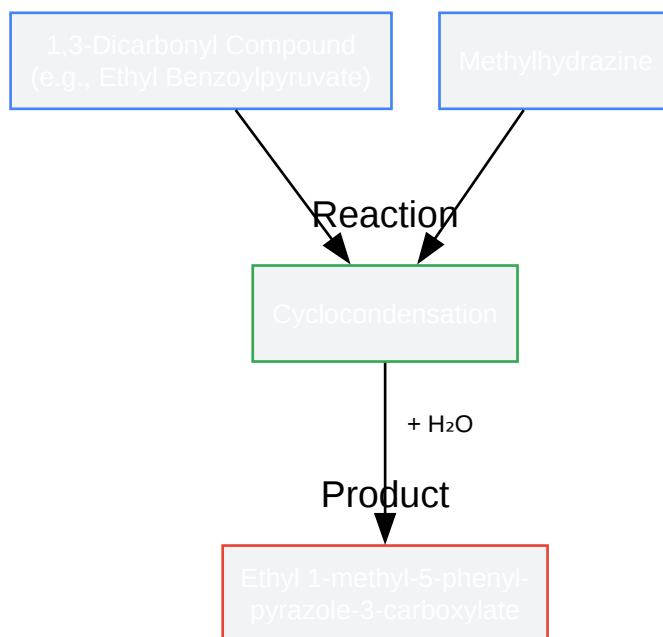 1,3-Dicarbonyl Compound
(e.g., Ethyl Benzoylpyruvate)
Methylhydrazine
Reaction
Cyclocondensation
+ H₂O
Product
Ethyl 1-methyl-5-phenyl-
pyrazole-3-carboxylate